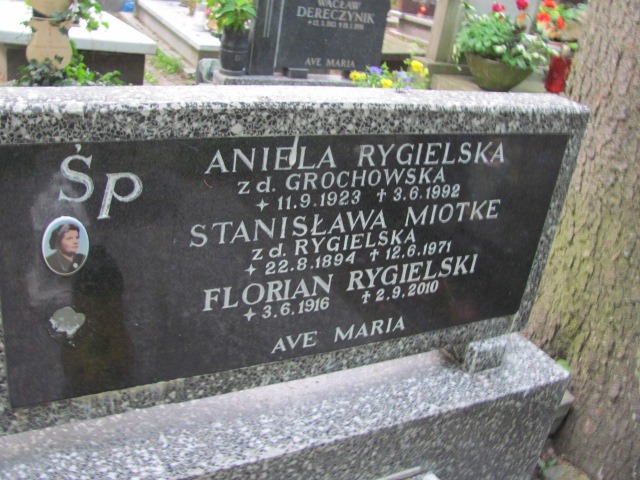 WACŁAW
DERECZYNIK
AVE MARIA
ŚP
ANIELA RYGIELSKA
zd. GROCHOWSKA
✦ 11.9.1923 ✝ 3.6.1992
STANISŁAWA MIOTKE
zd. RYGIELSKA
✦ 22.8.1894 ✝ 12.6.1971
FLORIAN RYGIELSKI
✦ 3.6.1916 ✝ 2.9.2010
AVE MARIA